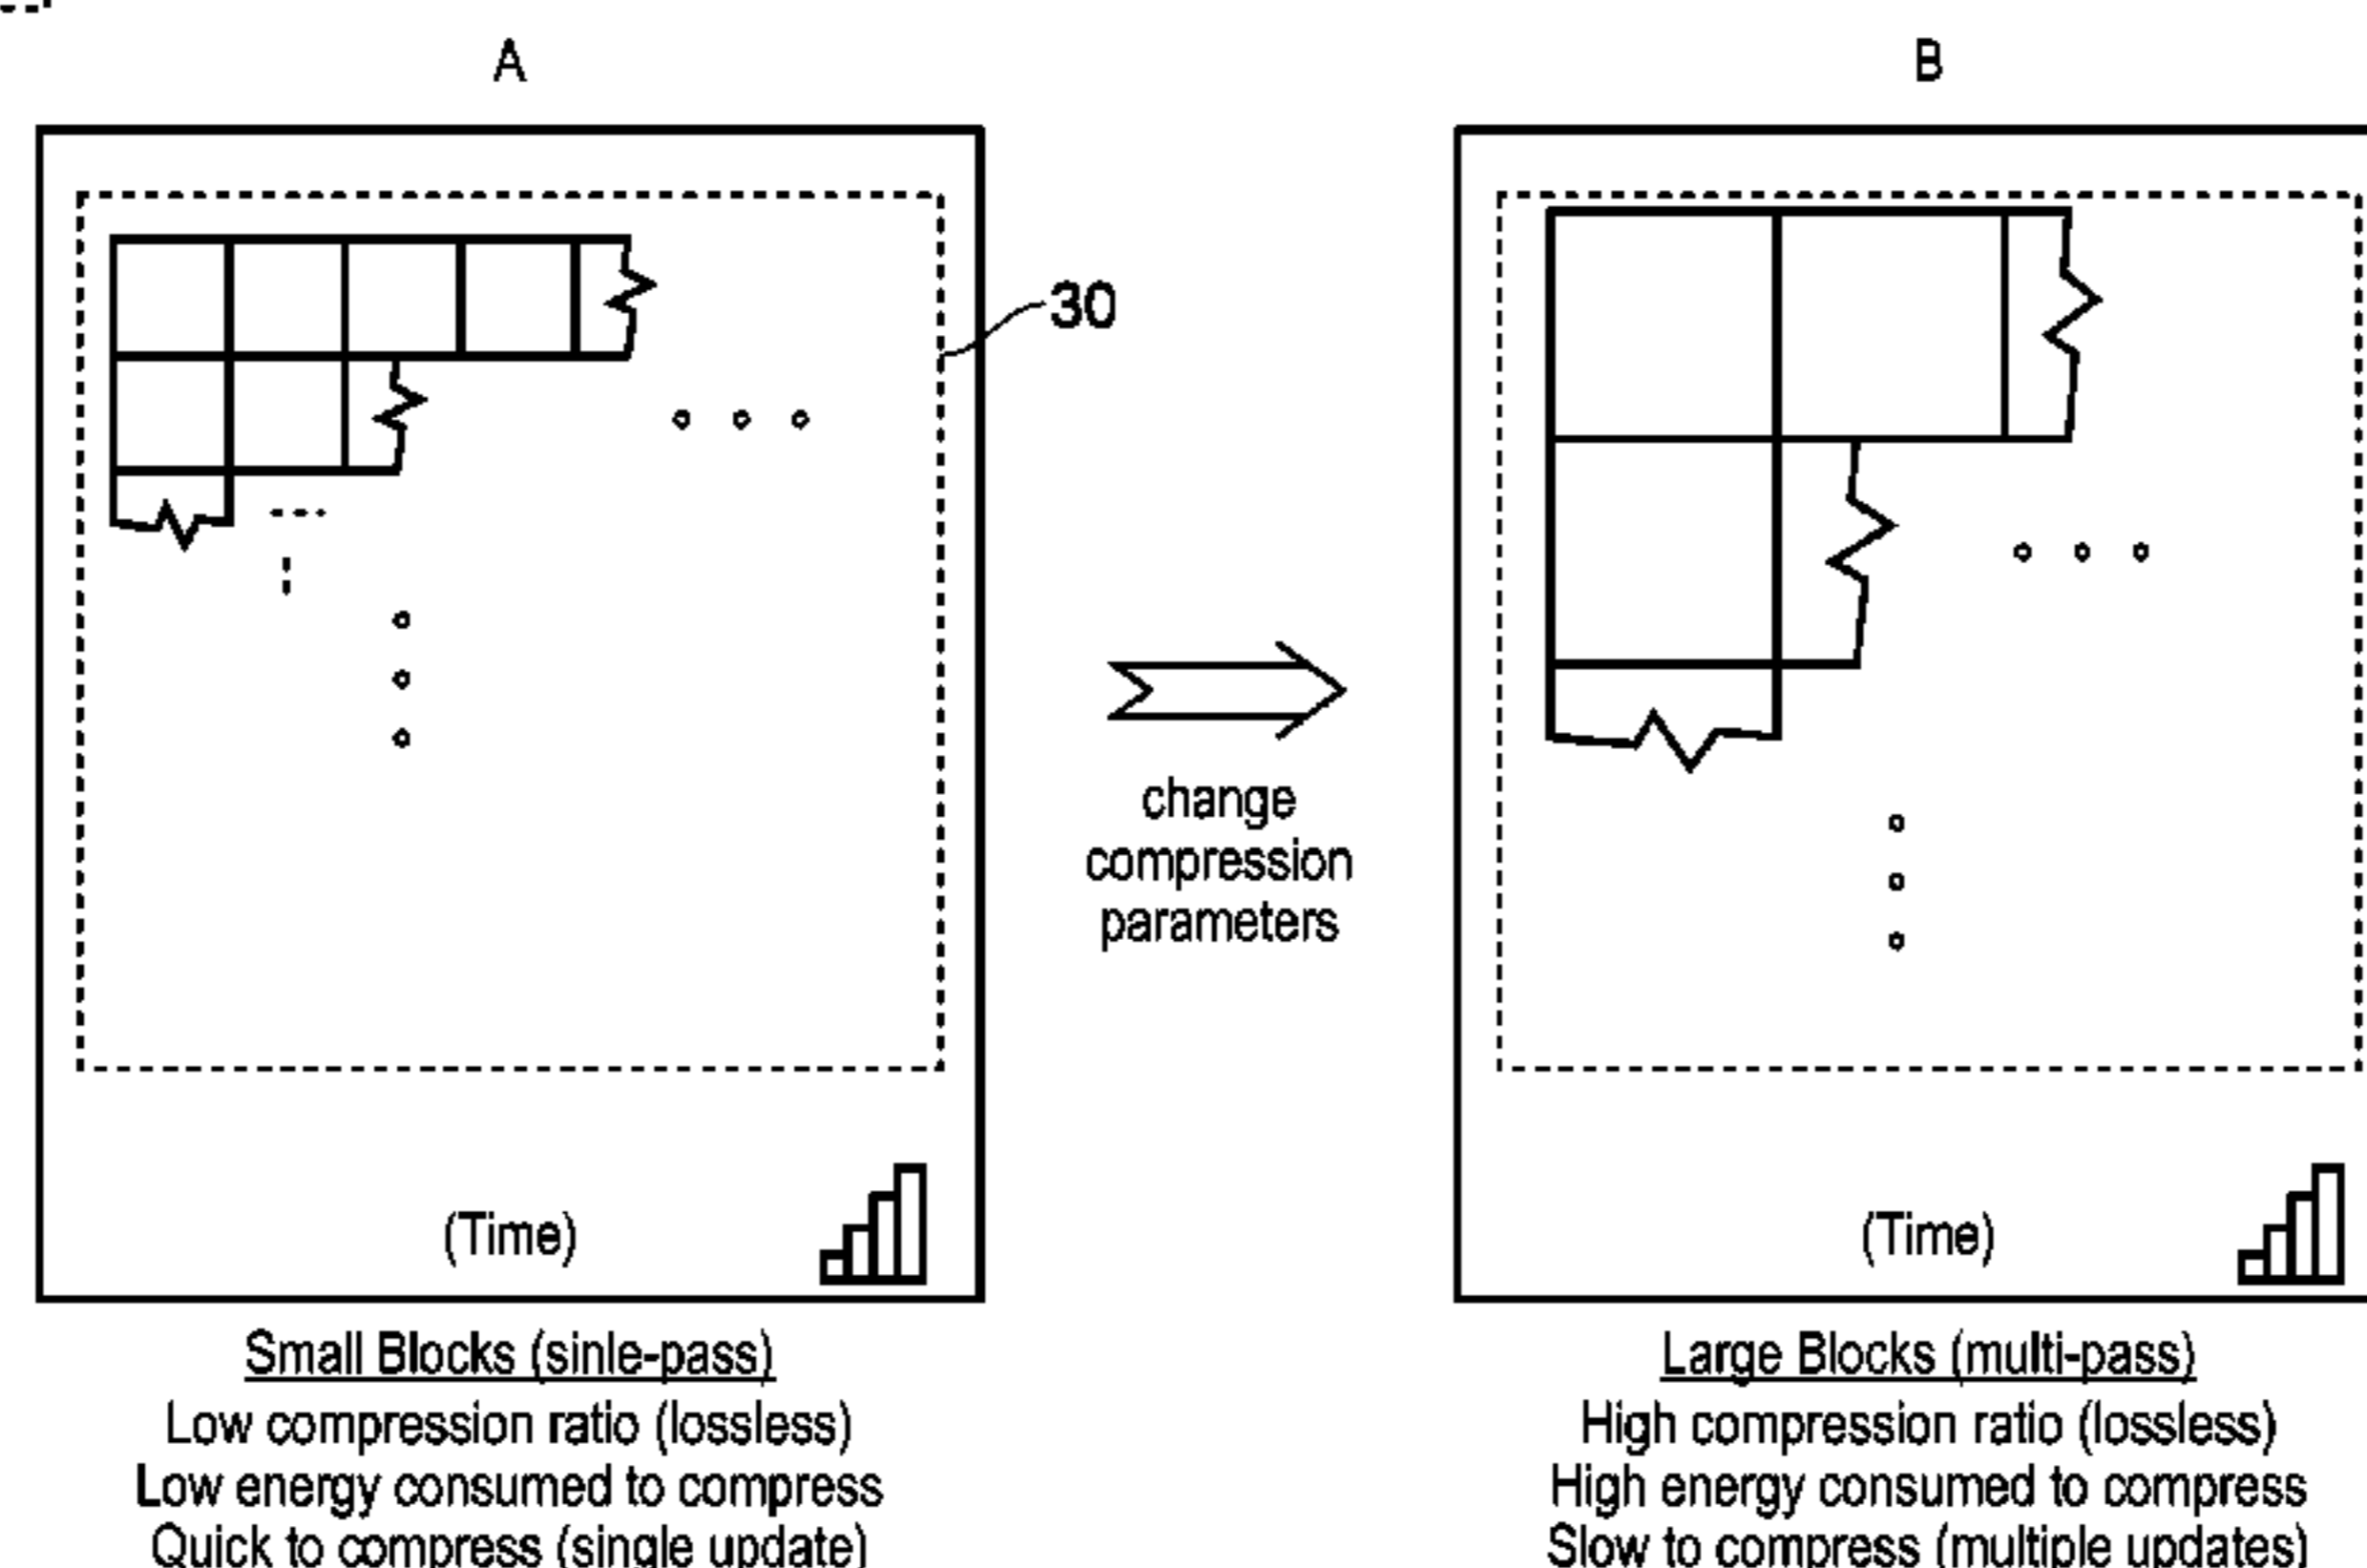 A
B
30
change
compression
parameters
(Time)
(Time)
Small Blocks (sinle-pass)
Low compression ratio (lossless)
Low energy consumed to compress
Quick to compress (single update)
Large Blocks (multi-pass)
High compression ratio (lossless)
High energy consumed to compress
Slow to compress (multiple updates)